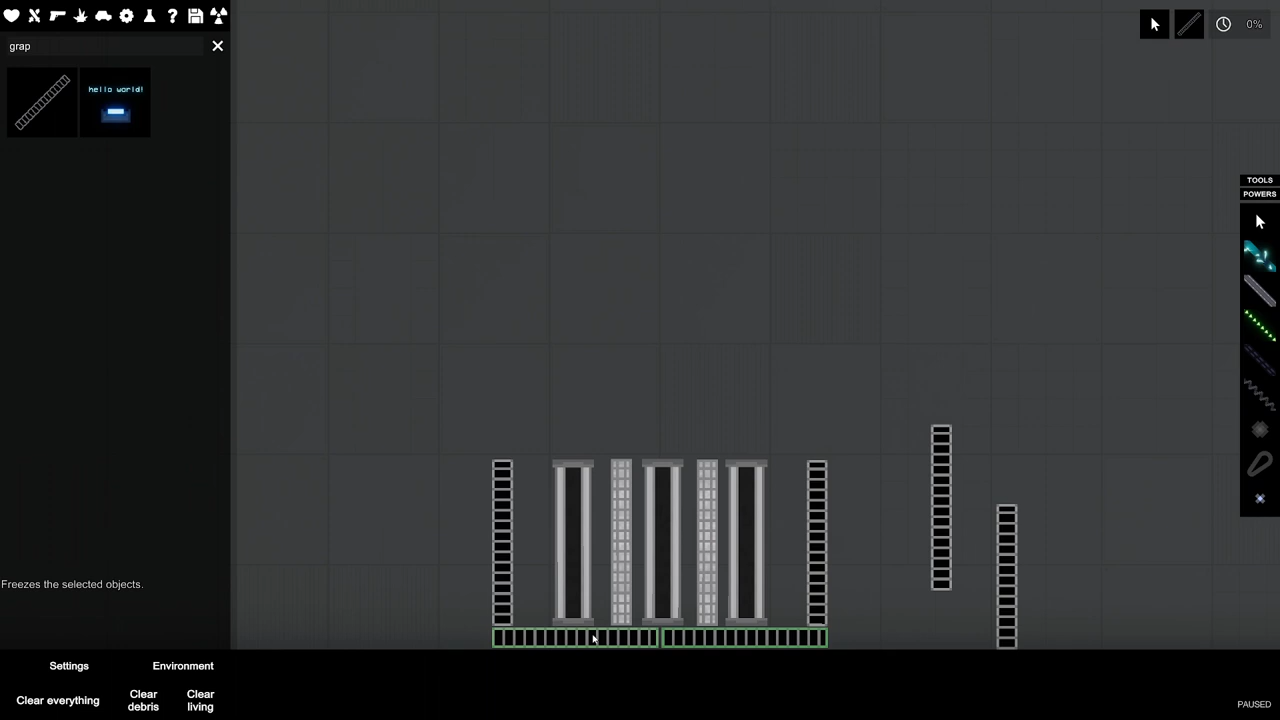 grap
hello world!
0%
TOOLS
POWERS
Freezes the selected objects.
Settings
Environment
Clear everything
Clear debris
Clear living
PAUSED